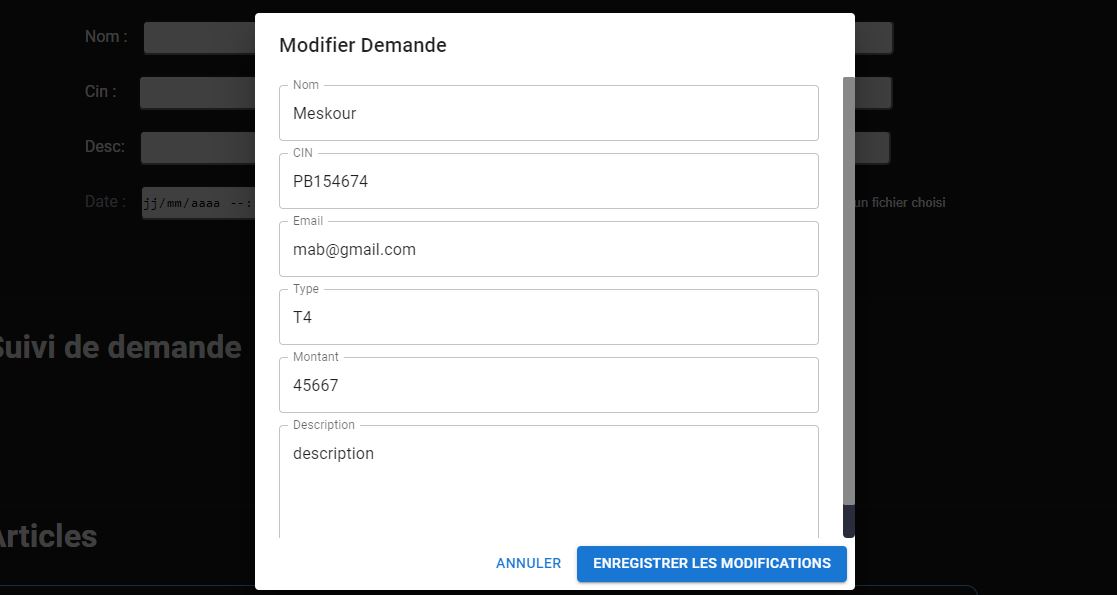 Modifier Demande
Nom
Meskour
CIN
PB154674
Email
mab@gmail.com
Type
T4
Montant
45667
Description
description
ANNULER
ENREGISTRER LES MODIFICATIONS
Nom :
Cin :
Desc:
Date :
jj/mm/aaaa --:
un fichier choisi
Suivi de demande
Articles